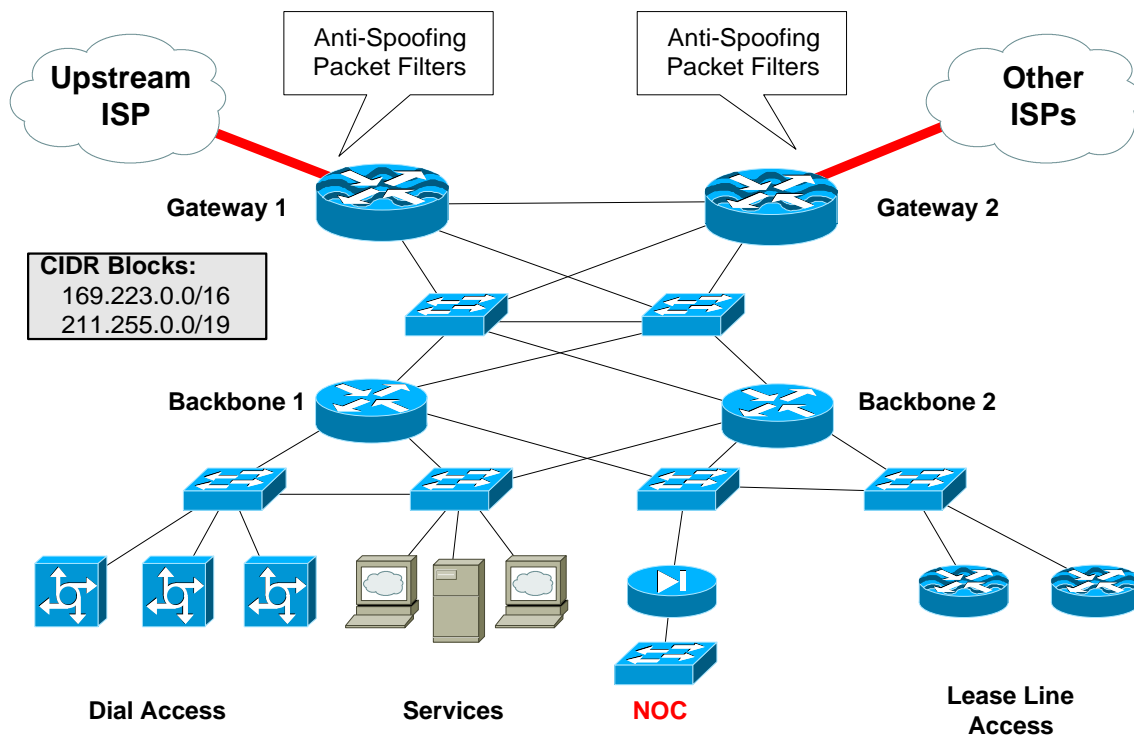 Anti-Spoofing
Packet Filters
Anti-Spoofing
Packet Filters
Upstream
ISP
Other
ISPs
Gateway 1
Gateway 2
CIDR Blocks:
169.223.0.0/16
211.255.0.0/19
Backbone 1
Backbone 2
Dial Access
Services
NOC
Lease Line
Access